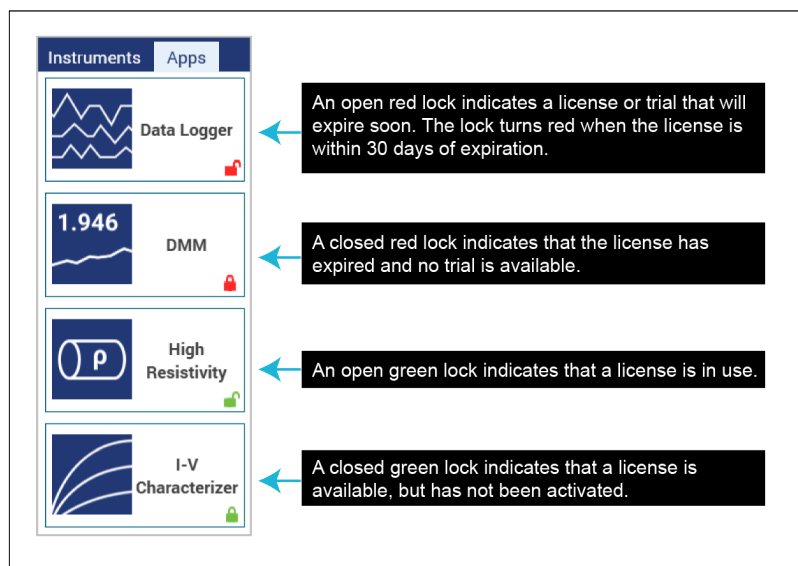 Instruments Apps
Data Logger
An open red lock indicates a license or trial that will
expire soon. The lock turns red when the license is
within 30 days of expiration.
1.946
DMM
A closed red lock indicates that the license has
expired and no trial is available.
ρ
High
Resistivity
An open green lock indicates that a license is in use.
I-V
Characterizer
A closed green lock indicates that a license is
available, but has not been activated.